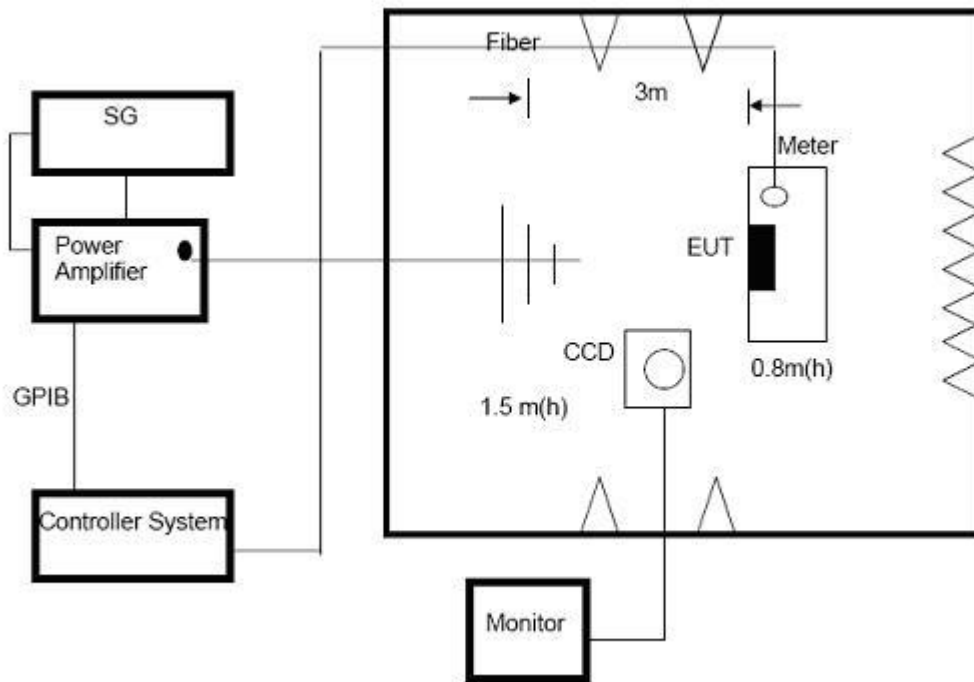 Fiber
3m
SG
Meter
Power
Amplifier
EUT
CCD
0.8m(h)
GPIB
1.5 m(h)
Controller System
Monitor